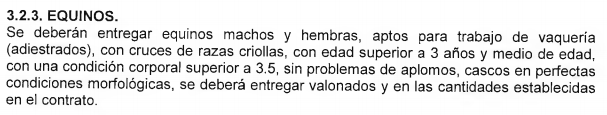 3.2.3. EQUINOS.
Se deberán entregar equinos machos y hembras, aptos para trabajo de vaquería
(adiestrados), con cruces de razas criollas, con edad superior a 3 años y medio de edad,
con una condición corporal superior a 3.5, sin problemas de aplomos, cascos en perfectas
condiciones morfológicas, se deberá entregar valonados y en las cantidades establecidas
en el contrato.